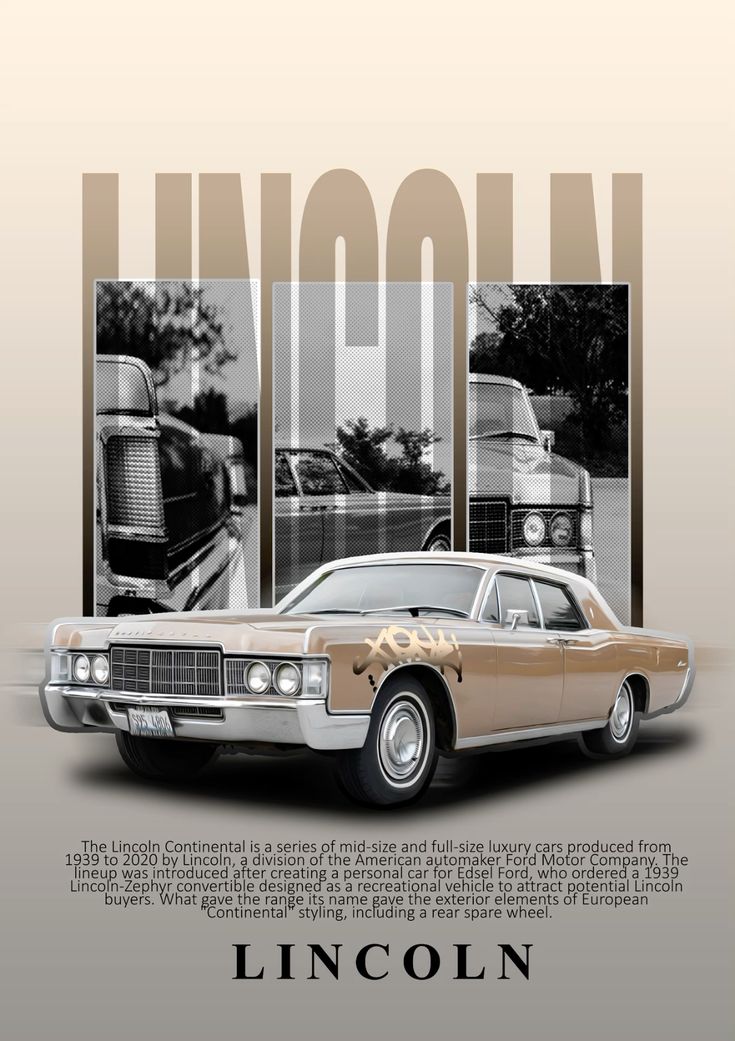 LINCOLN
The Lincoln Continental is a series of mid-size and full-size luxury cars produced from
1939 to 2020 by Lincoln, a division of the American automaker Ford Motor Company. The
lineup was introduced after creating a personal car for Edsel Ford, who ordered a 1939
Lincoln-Zephyr convertible designed as a recreational vehicle to attract potential Lincoln
buyers. What gave the range its name gave the exterior elements of European
"Continental" styling, including a rear spare wheel.
LINCOLN